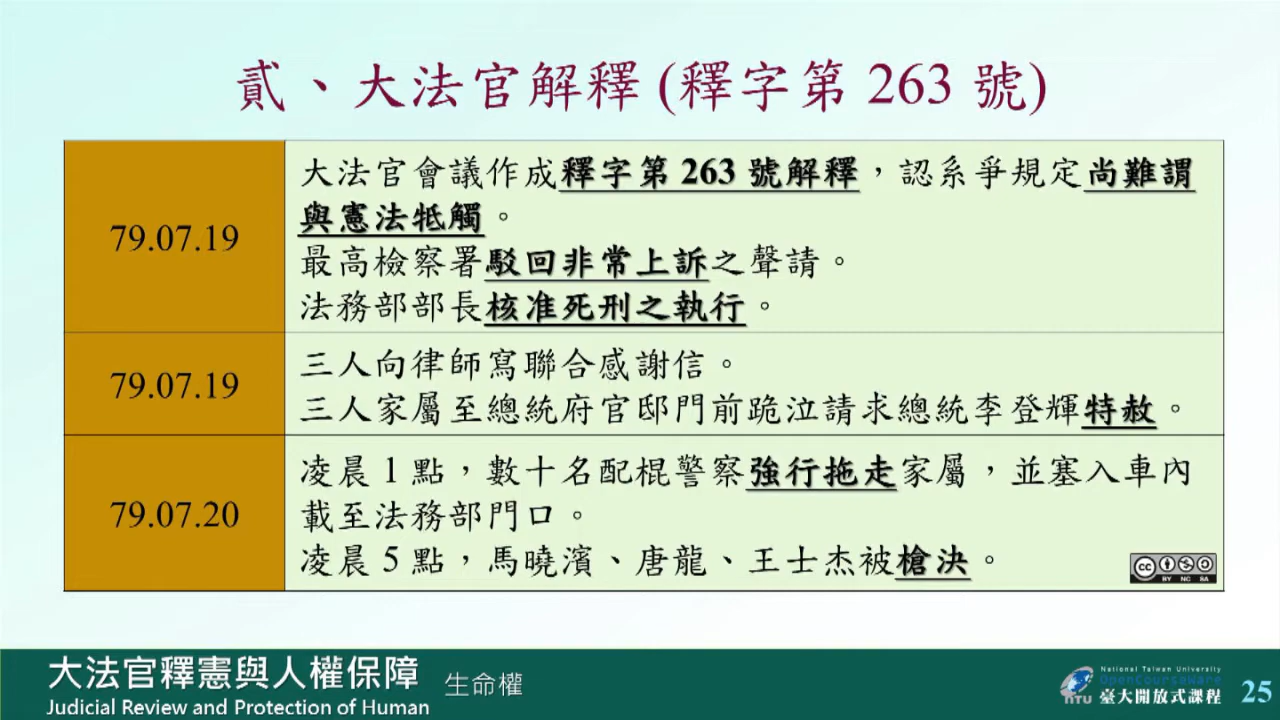 貳、大法官解釋 (釋字第 263 號)
79.07.19
大法官會議作成釋字第 263 號解釋，認系爭規定尚難謂
與憲法牴觸。
最高檢察署駁回非常上訴之聲請。
法務部部長核准死刑之執行。
79.07.19
三人向律師寫聯合感謝信。
三人家屬至總統府官邸門前跪泣請求總統李登輝特赦。
79.07.20
凌晨 1 點，數十名配棍警察強行拖走家屬，並塞入車內
載至法務部門口。
凌晨 5 點，馬曉濱、唐龍、王士杰被槍決。
cc BY NC SA
大法官釋憲與人權保障 生命權
Judicial Review and Protection of Human
National Taiwan University
OpenCourseWare
NTU 臺大開放式課程
25